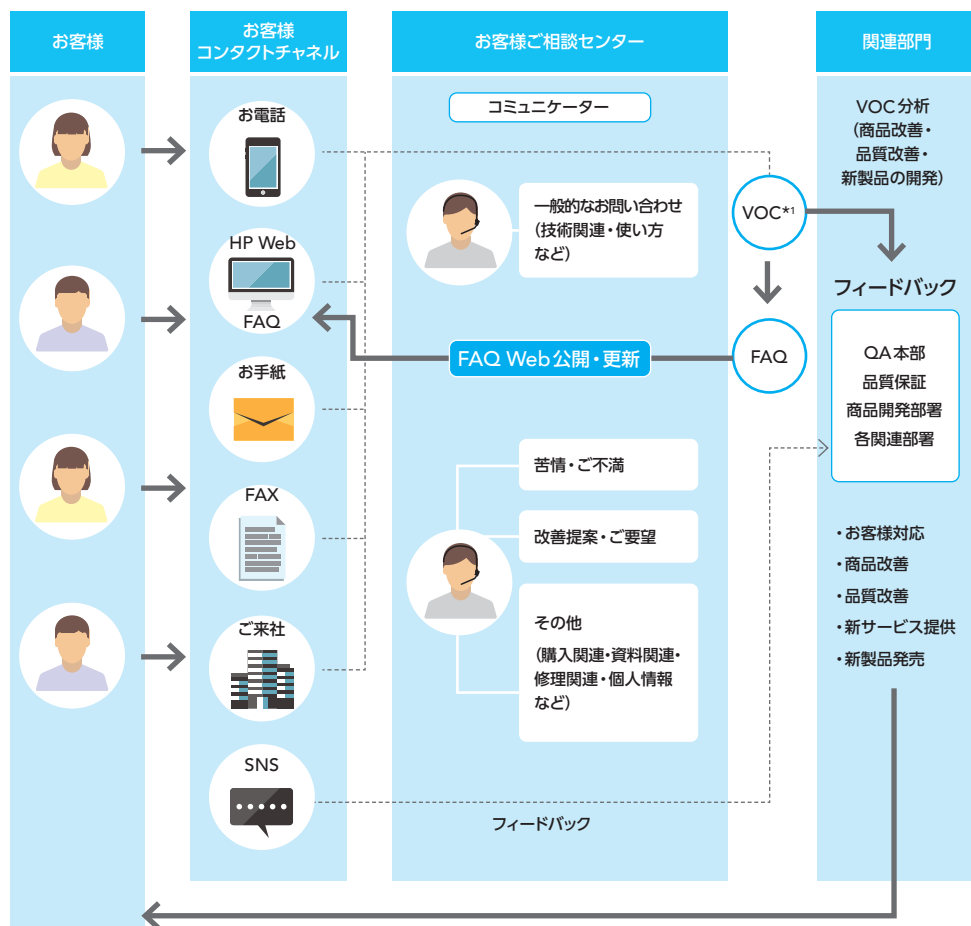 お客様
お客様
コンタクトチャネル
お客様ご相談センター
関連部門
お電話
HP Web
FAQ
お手紙
FAX
ご来社
SNS
コミュニケーター
一般的なお問い合わせ
(技術関連・使い方
など)
FAQ Web公開・更新
苦情・ご不満
改善提案・ご要望
その他
(購入関連・資料関連・
修理関連・個人情報
など)
フィードバック
VOC*1
FAQ
VOC分析
(商品改善・
品質改善・
新製品の開発)
フィードバック
QA本部
品質保証
商品開発部署
各関連部署
・お客様対応
・商品改善
・品質改善
・新サービス提供
・新製品発売